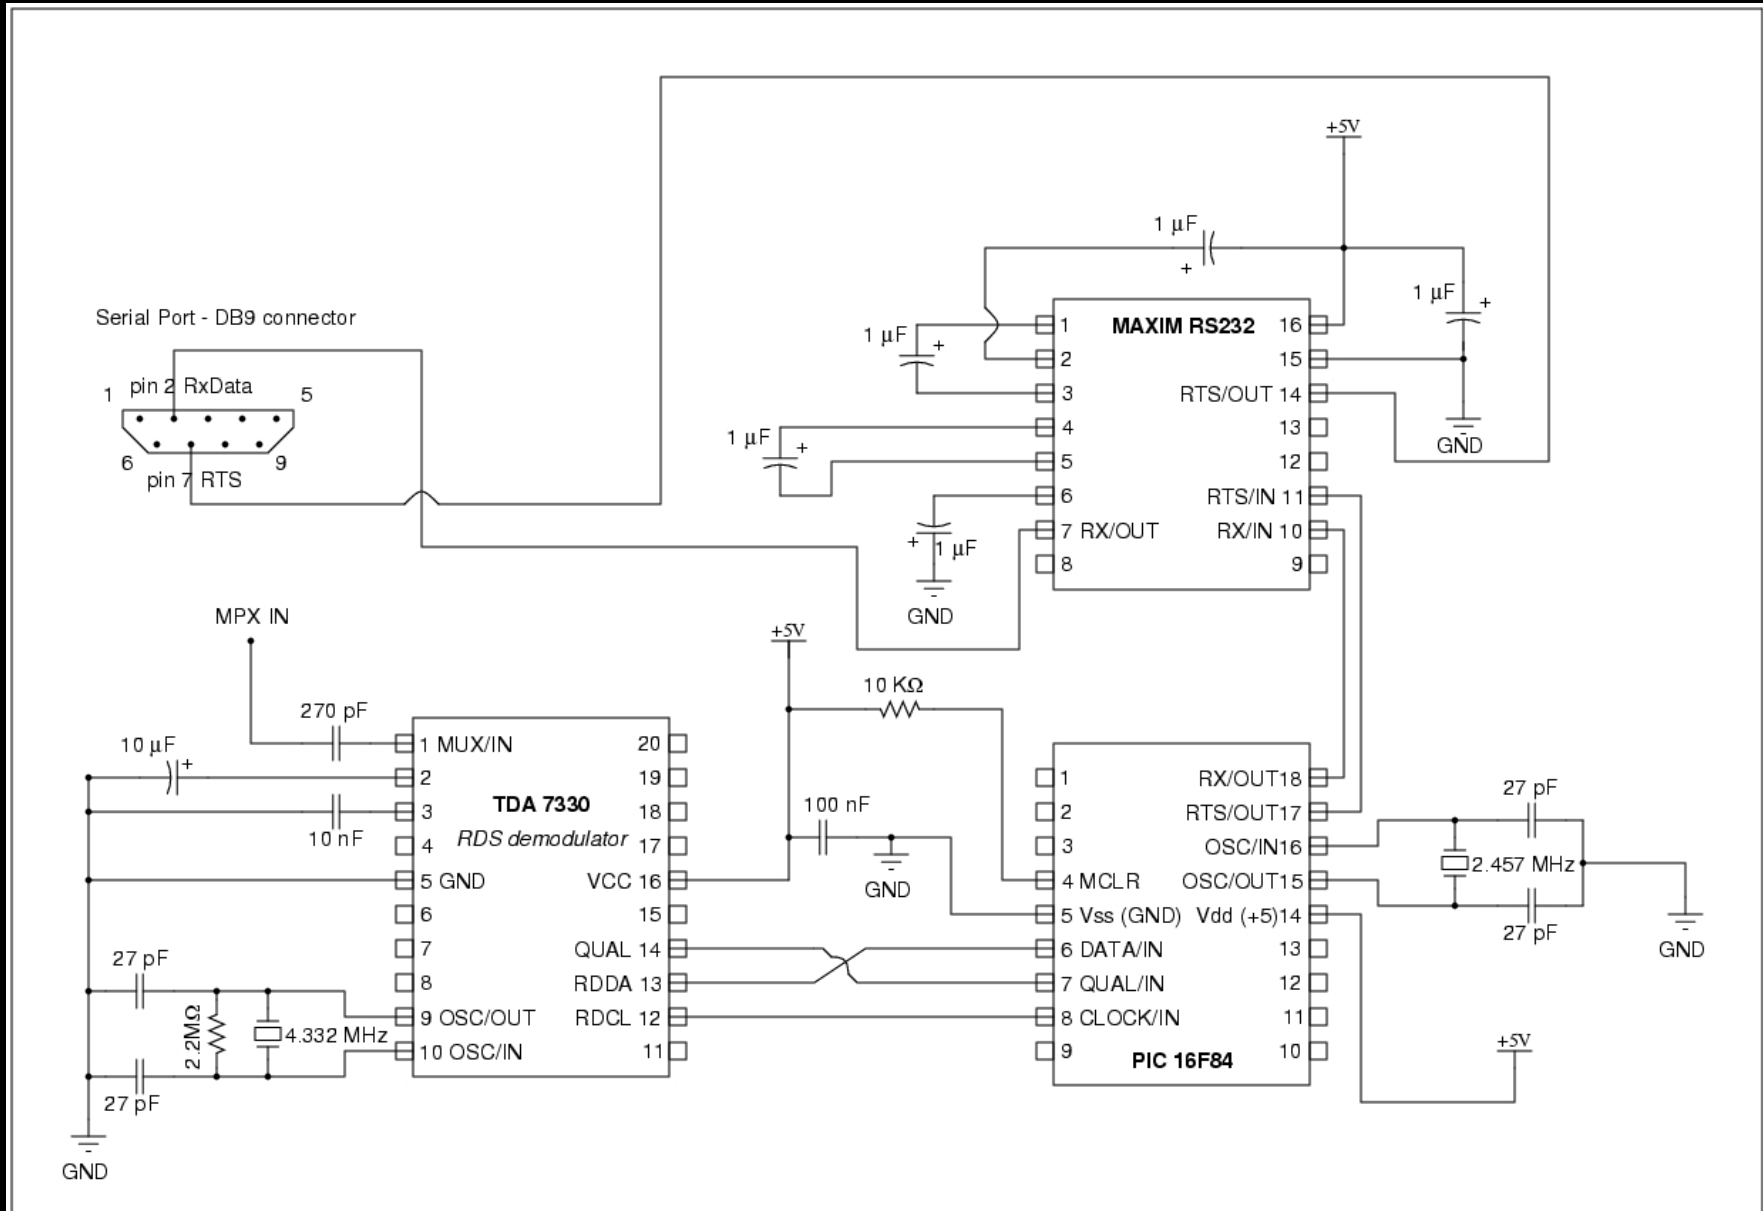 +5V
1 µF
+
1 µF
+
Serial Port - DB9 connector
1 pin 2 RxData 5
6 9
pin 7 RTS
MAXIM RS232
1 16
2 15
3 RTS/OUT 14
4 13
5 12
6 RTS/IN 11
7 RX/OUT RX/IN 10
8 9
1 µF
+
1 µF
+
+
1 µF
GND
GND
MPX IN
+5V
10 KΩ
270 pF
10 µF
+
10 nF
1 MUX/IN 20
2 19
TDA 7330
3 18
RDS demodulator
4 17
5 GND VCC 16
6 15
7 QUAL 14
8 RDDA 13
9 OSC/OUT RDCL 12
10 OSC/IN 11
27 pF
2.2MΩ
4.332 MHz
27 pF
GND
100 nF
GND
1 RX/OUT18
2 RTS/OUT17
3 OSC/IN16
4 MCLR OSC/OUT15
5 Vss (GND) Vdd (+5)14
6 DATA/IN 13
7 QUAL/IN 12
8 CLOCK/IN 11
9 10
PIC 16F84
27 pF
2.457 MHz
27 pF
GND
+5V